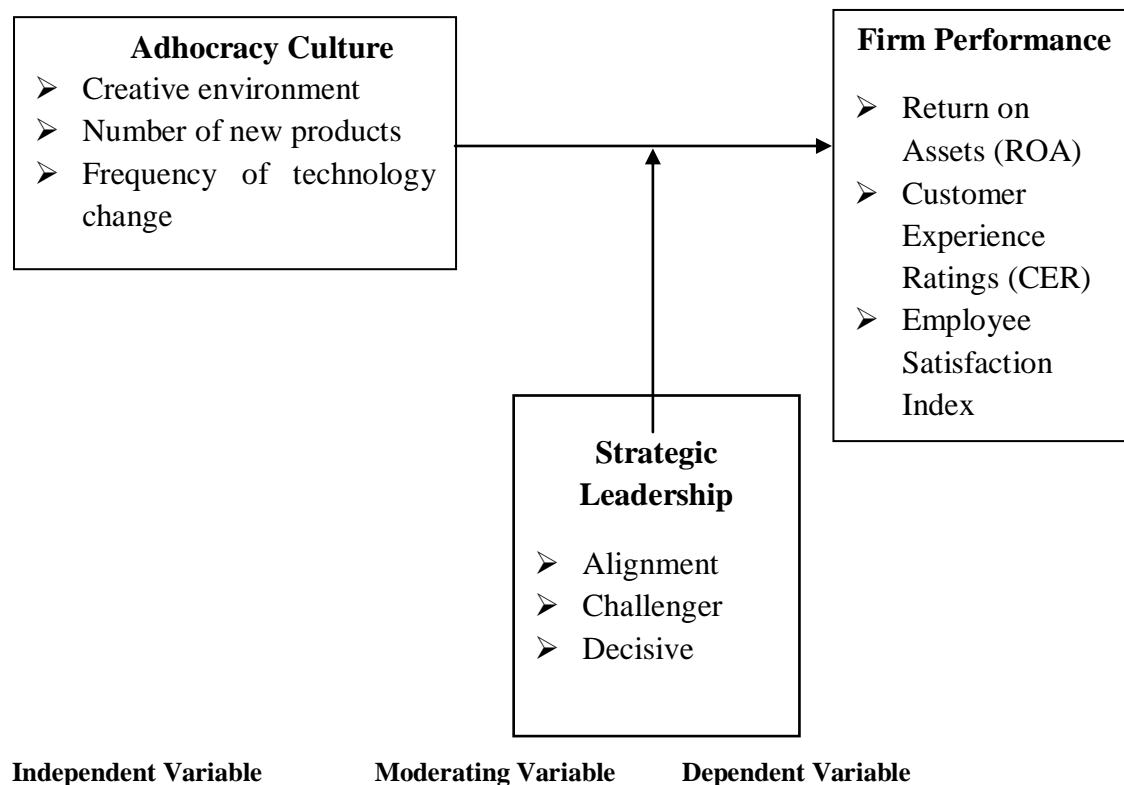 Adhocracy Culture
➢ Creative environment
➢ Number of new products
➢ Frequency of technology
change
Firm Performance
➢ Return on
Assets (ROA)
➢ Customer
Experience
Ratings (CER)
➢ Employee
Satisfaction
Index
Strategic
Leadership
➢ Alignment
➢ Challenger
➢ Decisive
Independent Variable Moderating Variable Dependent Variable